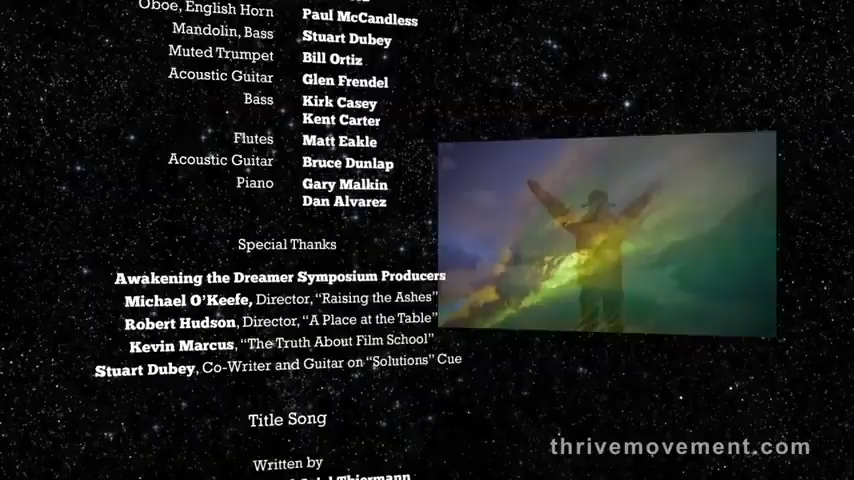 Oboe, English Horn Paul McCandless
Mandolin, Bass Stuart Dubey
Muted Trumpet Bill Ortiz
Acoustic Guitar Glen Frendel
Bass Kirk Casey
Kent Carter
Flutes Matt Eakle
Acoustic Guitar Bruce Dunlap
Piano Gary Malkin
Dan Alvarez
Special Thanks
Awakening the Dreamer Symposium Producers
Michael O'Keefe, Director, "Raising the Ashes"
Robert Hudson, Director, "A Place at the Table"
Kevin Marcus, "The Truth About Film School"
Stuart Dubey, Co-Writer and Guitar on "Solutions" Cue
Title Song
Written by
Thiermann
thrivemovement.com